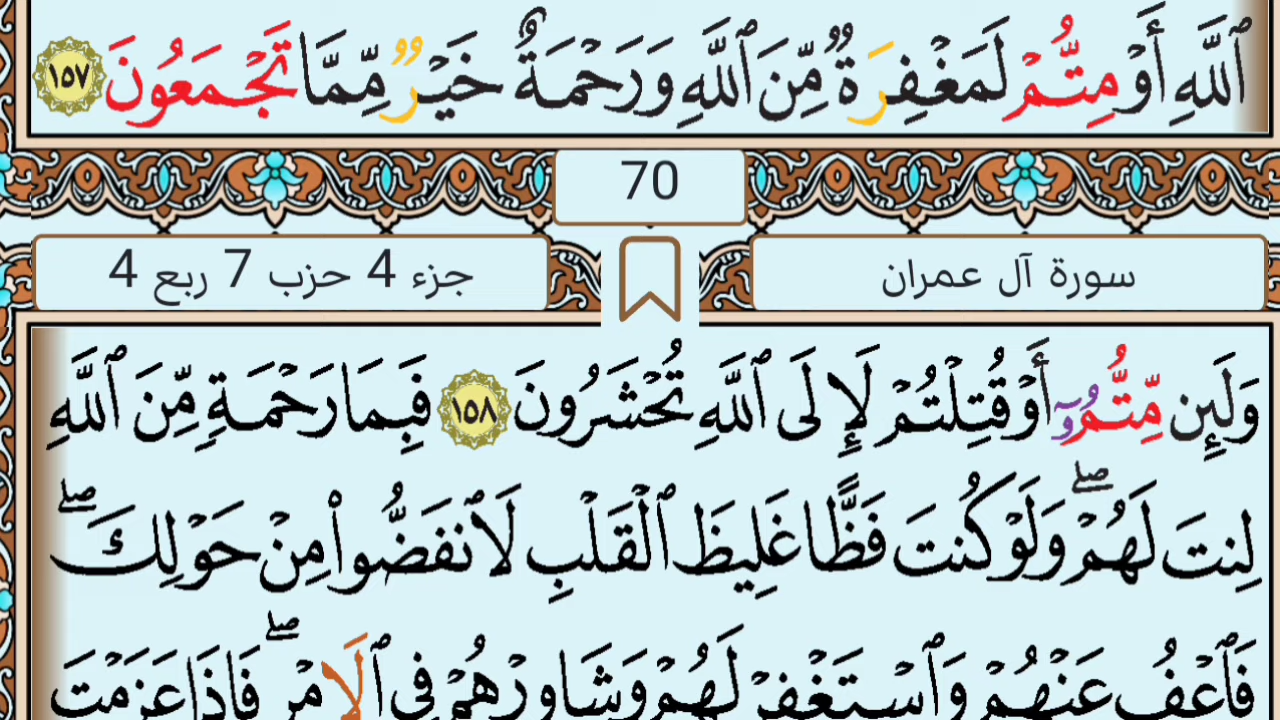 ٱللَّهِ أَوۡ مِتُّمۡ لَمَغۡفِرَةٞ مِّنَ ٱللَّهِ وَرَحۡمَةٌ خَيۡرٞ مِّمَّا تَجۡمَعُونَ ١٥٧
70
سورة آل عمران
جزء 4 حزب 7 ربع 4
وَلَئِن مِّتُّمُۥٓ أَوۡ قُتِلۡتُمۡ لَإِلَى ٱللَّهِ تُحۡشَرُونَ ١٥٨ فَبِمَا رَحۡمَةٖ مِّنَ ٱللَّهِ
لِنتَ لَهُمۡۖ وَلَوۡ كُنتَ فَظًّا غَلِيظَ ٱلۡقَلۡبِ لَٱنفَضُّواْ مِنۡ حَوۡلِكَۖ
فَٱعۡفُ عَنۡهُمۡ وَٱسۡتَغۡفِرۡ لَهُمۡ وَشَاوِرۡهُمۡ فِي ٱلَامۡرِۖ فَإِذَا عَزَمۡتَ